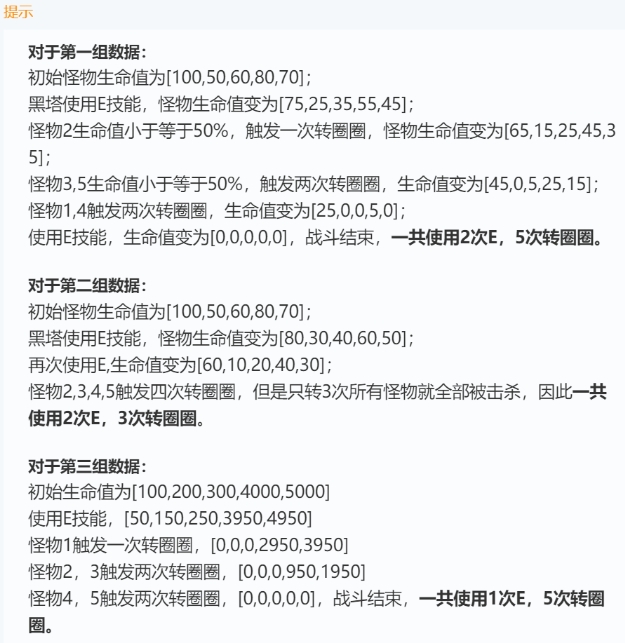 提示
对于第一组数据：
初始怪物生命值为[100,50,60,80,70]；
黑塔使用E技能，怪物生命值变为[75,25,35,55,45]；
怪物2生命值小于等于50%，触发一次转圈圈，怪物生命值变为[65,15,25,45,3
5]；
怪物3,5生命值小于等于50%，触发两次转圈圈，生命值变为[45,0,5,25,15]；
怪物1,4触发两次转圈圈，生命值变为[25,0,0,5,0]；
使用E技能，生命值变为[0,0,0,0,0]，战斗结束，一共使用2次E，5次转圈圈。
对于第二组数据：
初始怪物生命值为[100,50,60,80,70]；
黑塔使用E技能，怪物生命值变为[80,30,40,60,50]；
再次使用E,生命值变为[60,10,20,40,30]；
怪物2,3,4,5触发四次转圈圈，但是只转3次所有怪物就全部被击杀，因此一共
使用2次E，3次转圈圈。
对于第三组数据：
初始生命值为[100,200,300,4000,5000]
使用E技能，[50,150,250,3950,4950]
怪物1触发一次转圈圈，[0,0,0,2950,3950]
怪物2，3触发两次转圈圈，[0,0,0,950,1950]
怪物4，5触发两次转圈圈，[0,0,0,0,0]，战斗结束，一共使用1次E，5次转圈
圈。